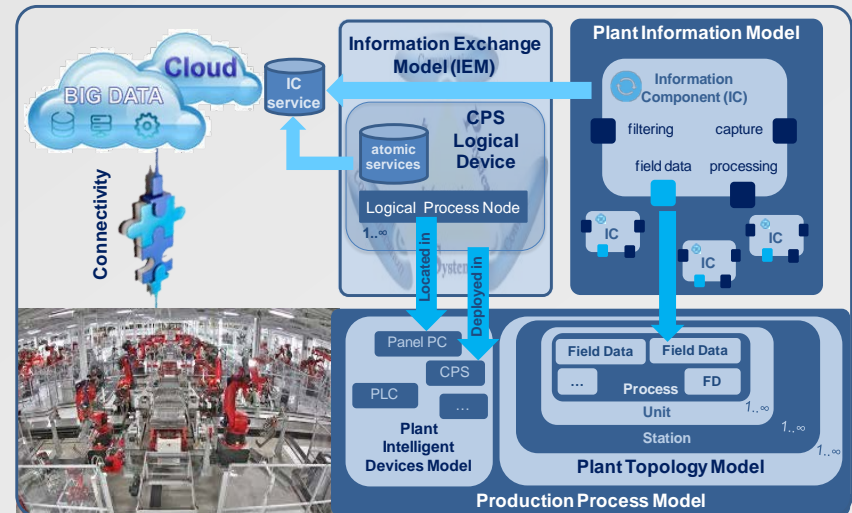 Cloud
BIG DATA
Connectivity
IC
service
Information Exchange
Model (IEM)
CPS
Logical
Device
atomic
services
Logical Process Node
1..∞
System
Located in
Deployed in
Plant Information Model
Information
Component (IC)
filtering
capture
field data
processing
IC
IC
IC
Panel PC
CPS
PLC
...
Plant
Intelligent
Devices Model
Field Data
Field Data
...
Process
FD
1..∞
Unit
1..∞
Station
1..∞
Plant Topology Model
Production Process Model